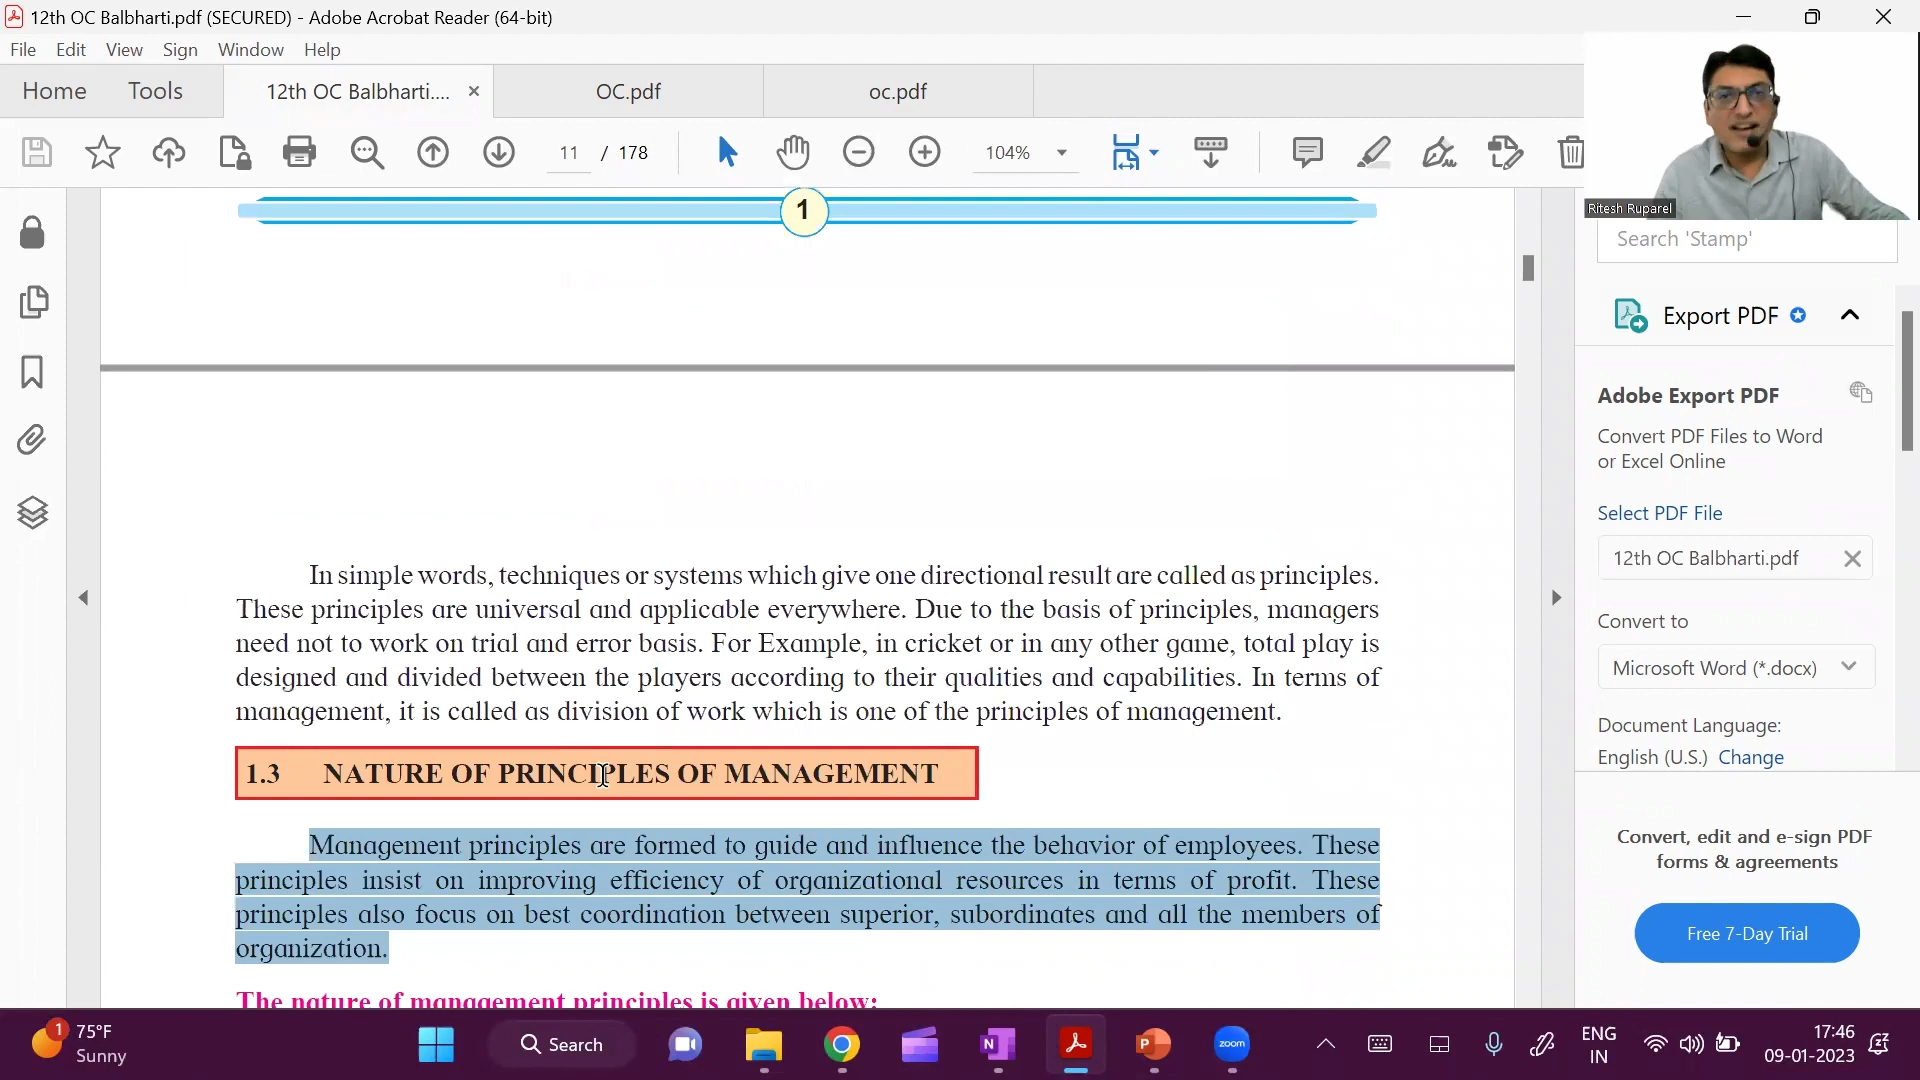 12th OC Balbharti.pdf (SECURED) - Adobe Acrobat Reader (64-bit)
File Edit View Sign Window Help
Home Tools 12th OC Balbharti.... OC.pdf oc.pdf
11 / 178 104%
Ritesh Ruparel
1
Search 'Stamp'
Export PDF
Adobe Export PDF
Convert PDF Files to Word
or Excel Online
Select PDF File
12th OC Balbharti.pdf
Convert to
Microsoft Word (*.docx)
Document Language:
English (U.S.) Change
Convert, edit and e-sign PDF
forms & agreements
Free 7-Day Trial
In simple words, techniques or systems which give one directional result are called as principles.
These principles are universal and applicable everywhere. Due to the basis of principles, managers
need not to work on trial and error basis. For Example, in cricket or in any other game, total play is
designed and divided between the players according to their qualities and capabilities. In terms of
management, it is called as division of work which is one of the principles of management.
1.3 NATURE OF PRINCIPLES OF MANAGEMENT
Management principles are formed to guide and influence the behavior of employees. These
principles insist on improving efficiency of organizational resources in terms of profit. These
principles also focus on best coordination between superior, subordinates and all the members of
organization.
The nature of management principles is given below:
1 75°F
Sunny
Search
N
P
zoom
ENG
IN
17:46
09-01-2023